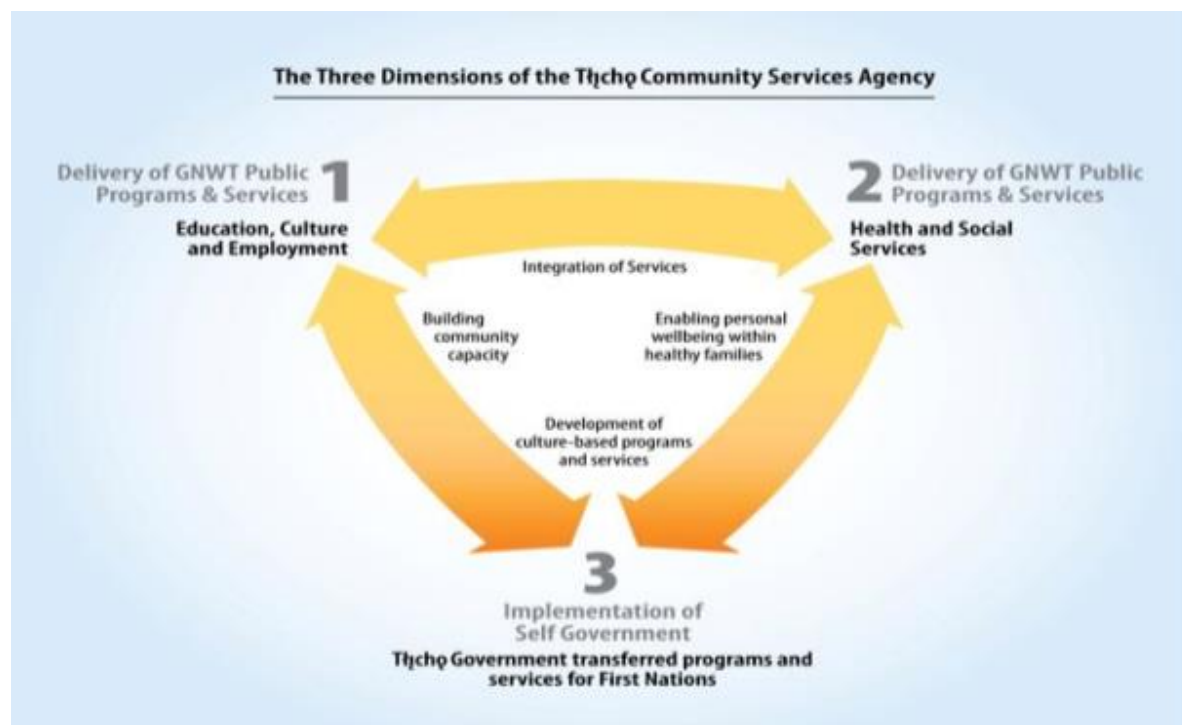 The Three Dimensions of the Tłı̨chǫ Community Services Agency
Delivery of GNWT Public
Programs & Services
1
Education, Culture
and Employment
2
Delivery of GNWT Public
Programs & Services
Health and Social
Services
Integration of Services
Building
community
capacity
Enabling personal
wellbeing within
healthy families
Development of
culture-based programs
and services
3
Implementation of
Self Government
Tłı̨chǫ Government transferred programs and
services for First Nations